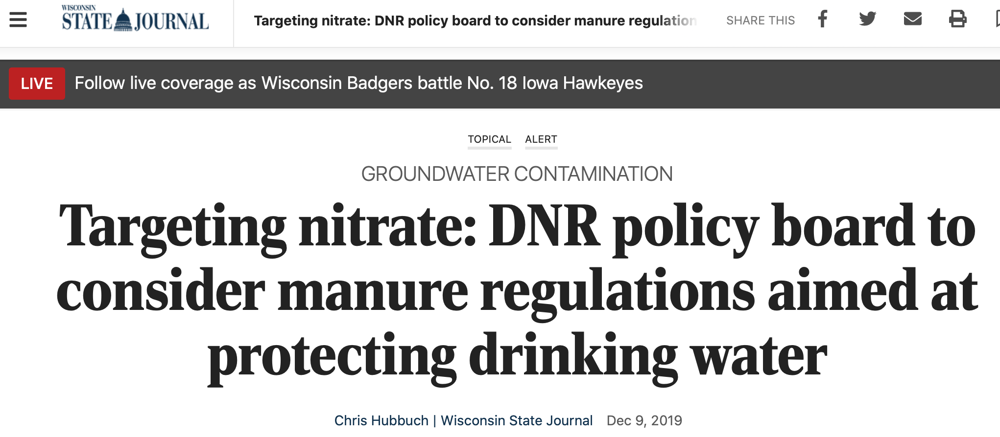 WISCONSIN
STATE JOURNAL
Targeting nitrate: DNR policy board to consider manure regulation
SHARE THIS
LIVE
Follow live coverage as Wisconsin Badgers battle No. 18 Iowa Hawkeyes
TOPICAL ALERT
GROUNDWATER CONTAMINATION
Targeting nitrate: DNR policy board to
consider manure regulations aimed at
protecting drinking water
Chris Hubbuch | Wisconsin State Journal Dec 9, 2019